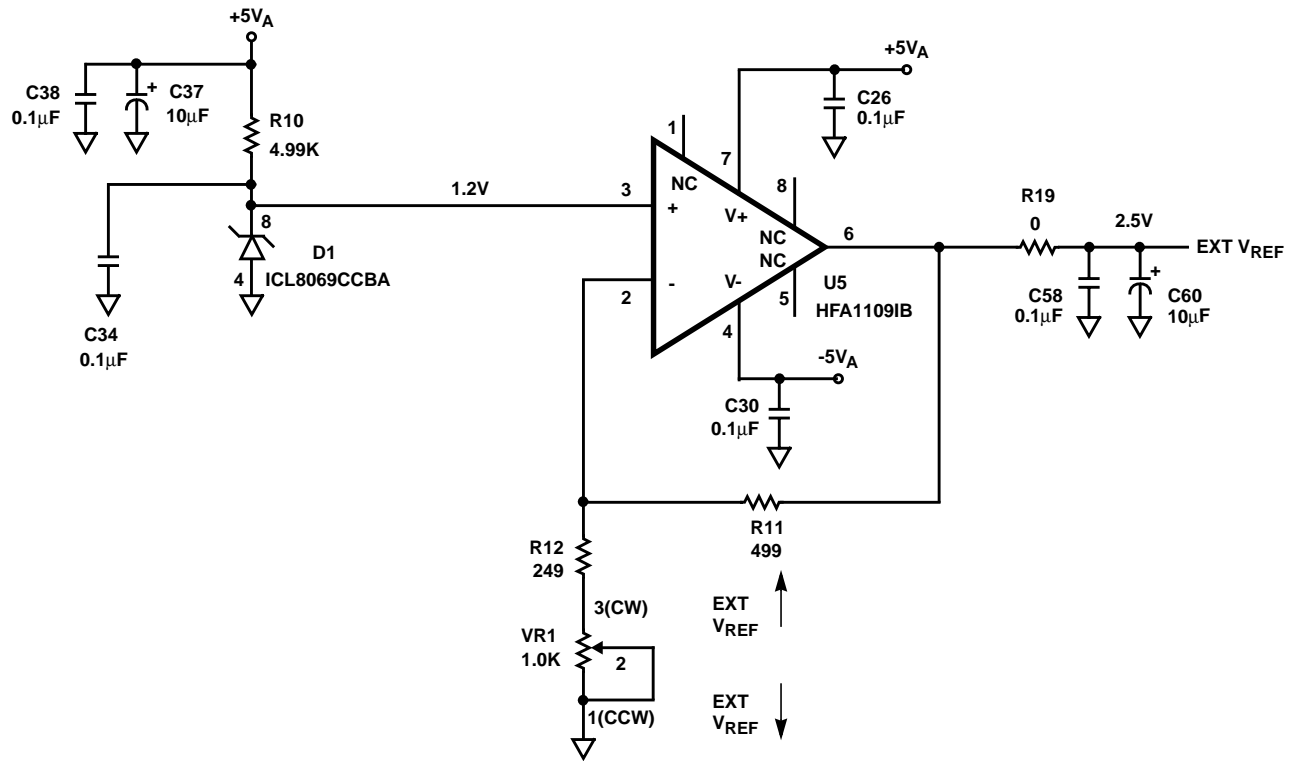 +5VA
C38
0.1μF
+
C37
10μF
R10
4.99K
C34
0.1μF
8
4
D1
ICL8069CCBA
1.2V
3
+
2
-
1
NC
7
V+
8
NC
NC
5
V-
4
6
U5
HFA1109IB
+5VA
C26
0.1μF
-5VA
C30
0.1μF
R19
0
2.5V
EXT VREF
C58
0.1μF
+
C60
10μF
R11
499
R12
249
3(CW)
VR1
1.0K
2
1(CCW)
EXT
VREF
EXT
VREF